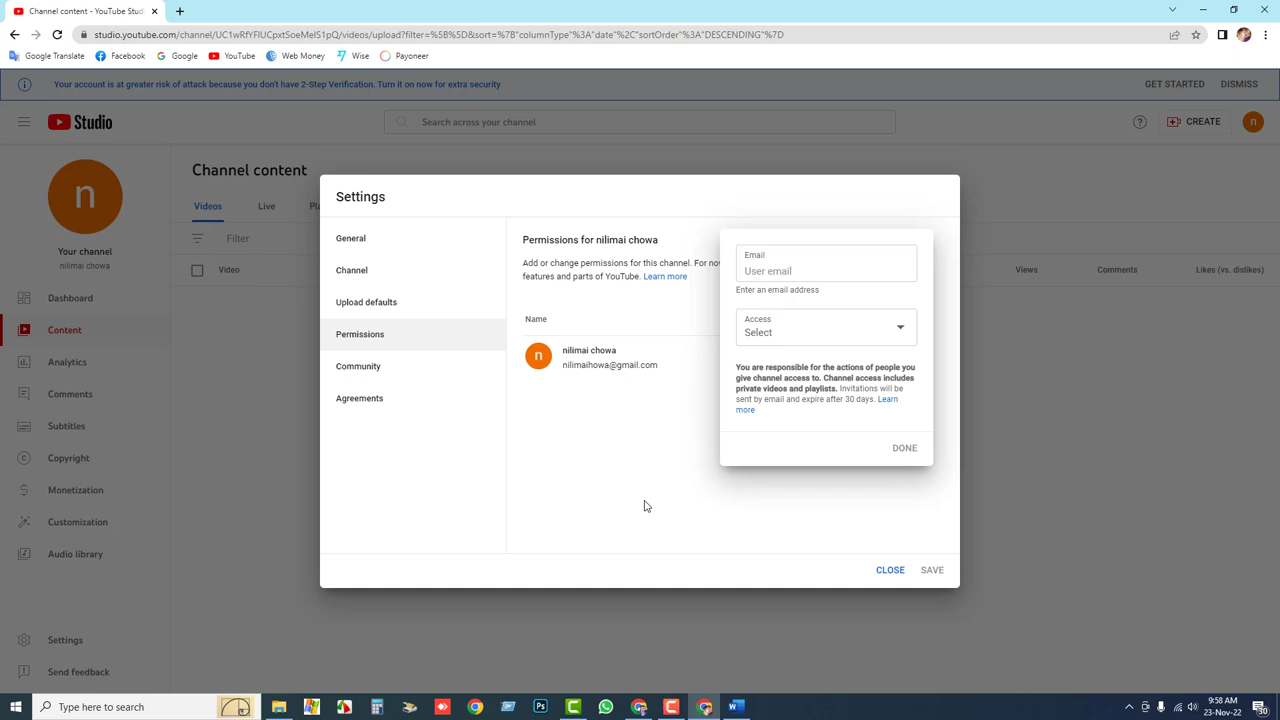 Channel content - YouTube Stu
studio.youtube.com/channel/UC1wRfYFIUCpxtSoeMelS1pQ/videos/upload?filter=%5B%5D&sort=%7B"columnType"%3A"date"%2C"sortOrder"%3A"DESCENDING"%7D
Google Translate Facebook Google YouTube Web Money Wise Payoneer
Your account is at greater risk of attack because you don't have 2-Step Verification. Turn it on now for extra security GET STARTED DISMISS
Studio Search across your channel CREATE n
n
Your channel
nilimai chowa
Dashboard
Content
Analytics
Comments
Subtitles
Copyright
Monetization
Customization
Audio library
Settings
Send feedback
Channel content
Videos Live Pla
Filter
Video Views Comments Likes (vs. dislikes)
Settings
General
Channel
Upload defaults
Permissions
Community
Agreements
Permissions for nilimai chowa
Add or change permissions for this channel. For nov
features and parts of YouTube. Learn more
Name
n
nilimai chowa
nilimaihowa@gmail.com
Email
User email
Enter an email address
Access
Select
You are responsible for the actions of people you
give channel access to. Channel access includes
private videos and playlists. Invitations will be
sent by email and expire after 30 days. Learn
more
DONE
CLOSE SAVE
Type here to search
9:58 AM
23-Nov-22